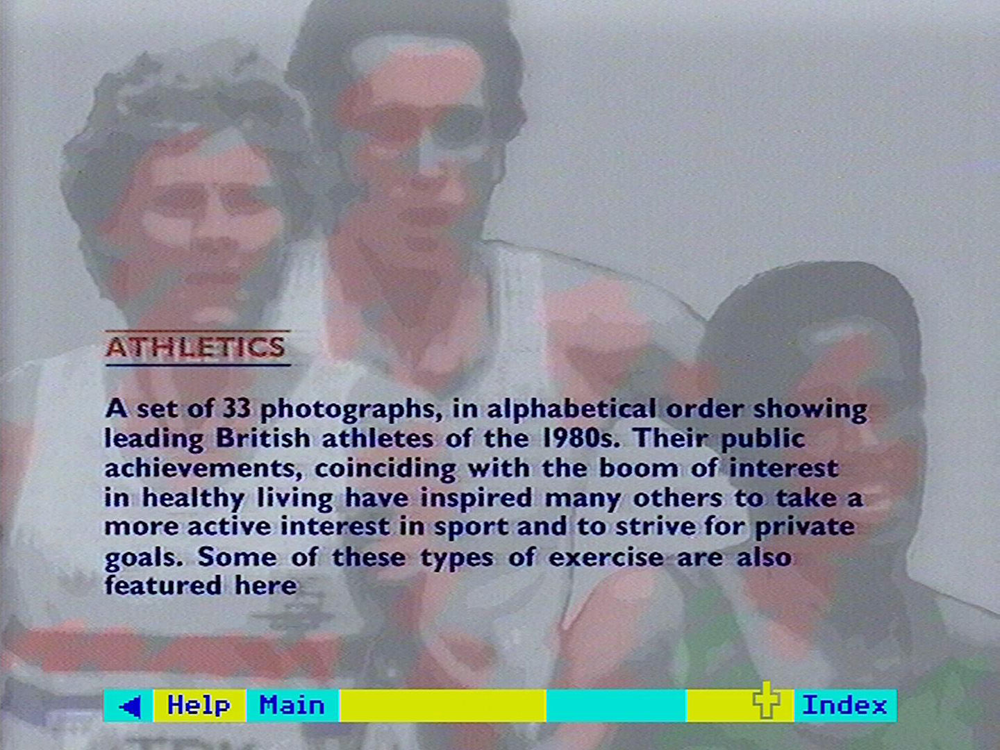 ATHLETICS
A set of 33 photographs, in alphabetical order showing
leading British athletes of the 1980s. Their public
achievements, coinciding with the boom of interest
in healthy living have inspired many others to take a
more active interest in sport and to strive for private
goals. Some of these types of exercise are also
featured here
Help Main Index